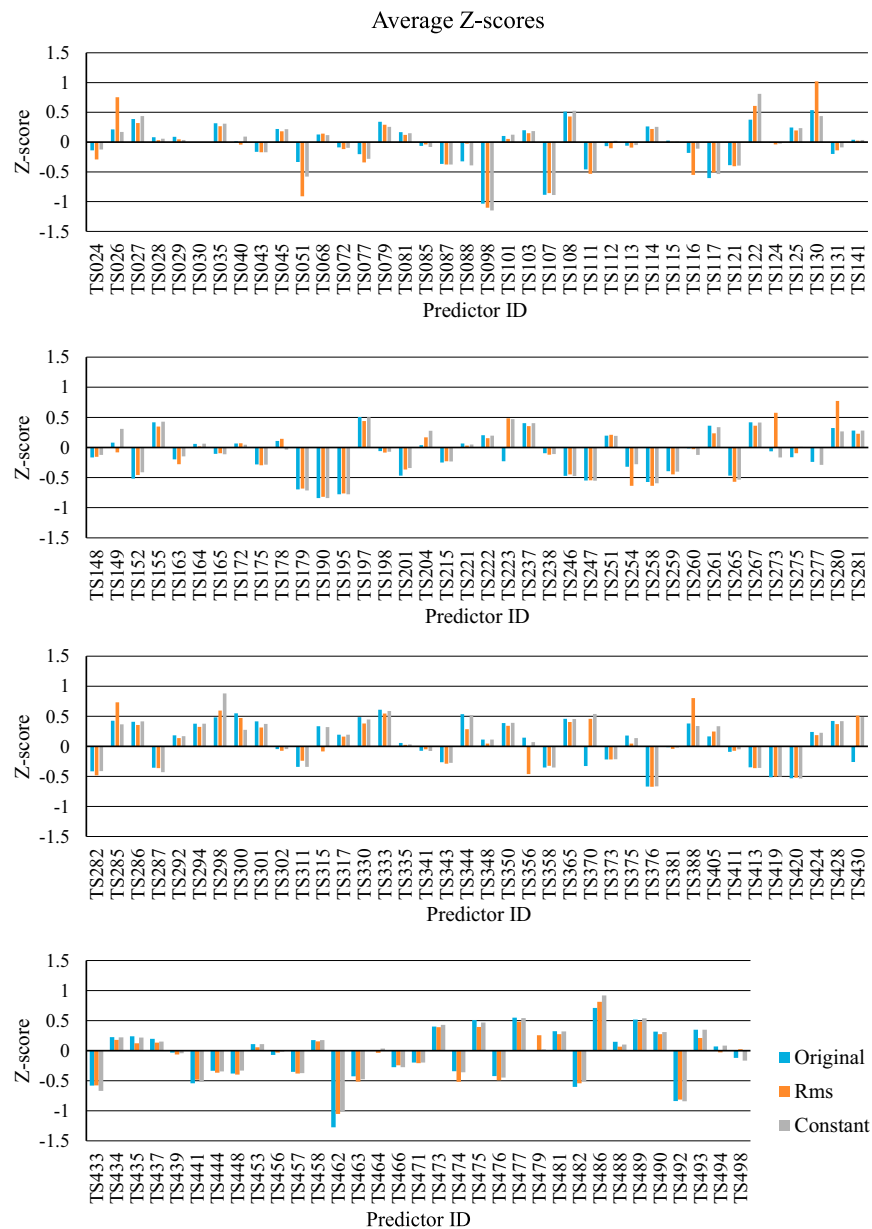 Average Z-scores
1.5
1
0.5
0
-0.5
-1
-1.5
Z-score
TS024 TS026 TS027 TS028 TS029 TS030 TS035 TS040 TS043 TS045 TS051 TS068 TS072 TS077 TS079 TS081 TS085 TS087 TS088 TS098 TS101 TS103 TS107 TS108 TS111 TS112 TS113 TS114 TS115 TS116 TS117 TS121 TS122 TS124 TS125 TS130 TS131 TS141
Predictor ID
1.5
1
0.5
0
-0.5
-1
-1.5
Z-score
TS148 TS149 TS152 TS155 TS163 TS164 TS165 TS172 TS175 TS178 TS179 TS190 TS195 TS197 TS198 TS201 TS204 TS215 TS221 TS222 TS223 TS237 TS238 TS246 TS247 TS251 TS254 TS258 TS259 TS260 TS261 TS265 TS267 TS273 TS275 TS277 TS280 TS281
Predictor ID
1.5
1
0.5
0
-0.5
-1
-1.5
Z-score
TS282 TS285 TS286 TS287 TS292 TS294 TS298 TS300 TS301 TS302 TS311 TS315 TS317 TS330 TS333 TS335 TS341 TS343 TS344 TS348 TS350 TS356 TS358 TS365 TS370 TS373 TS375 TS376 TS381 TS388 TS405 TS411 TS413 TS419 TS420 TS424 TS428 TS430
Predictor ID
1.5
1
0.5
0
-0.5
-1
-1.5
Z-score
TS433 TS434 TS435 TS437 TS439 TS441 TS444 TS448 TS453 TS456 TS457 TS458 TS462 TS463 TS464 TS466 TS471 TS473 TS474 TS475 TS476 TS477 TS479 TS481 TS482 TS486 TS488 TS489 TS490 TS492 TS493 TS494 TS498
Predictor ID
Original
Rms
Constant